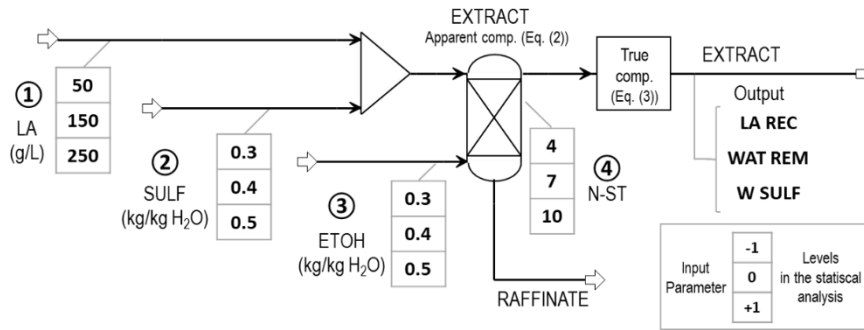 EXTRACT
Apparent comp. (Eq. (2))
①
LA
(g/L)
50
150
250
②
SULF
(kg/kg H₂O)
0.3
0.4
0.5
③
ETOH
(kg/kg H₂O)
0.3
0.4
0.5
④
N-ST
4
7
10
RAFFINATE
True
comp.
(Eq. (3))
EXTRACT
Output
LA REC
WAT REM
W SULF
Input
Parameter
-1
0
+1
Levels
in the statiscal
analysis